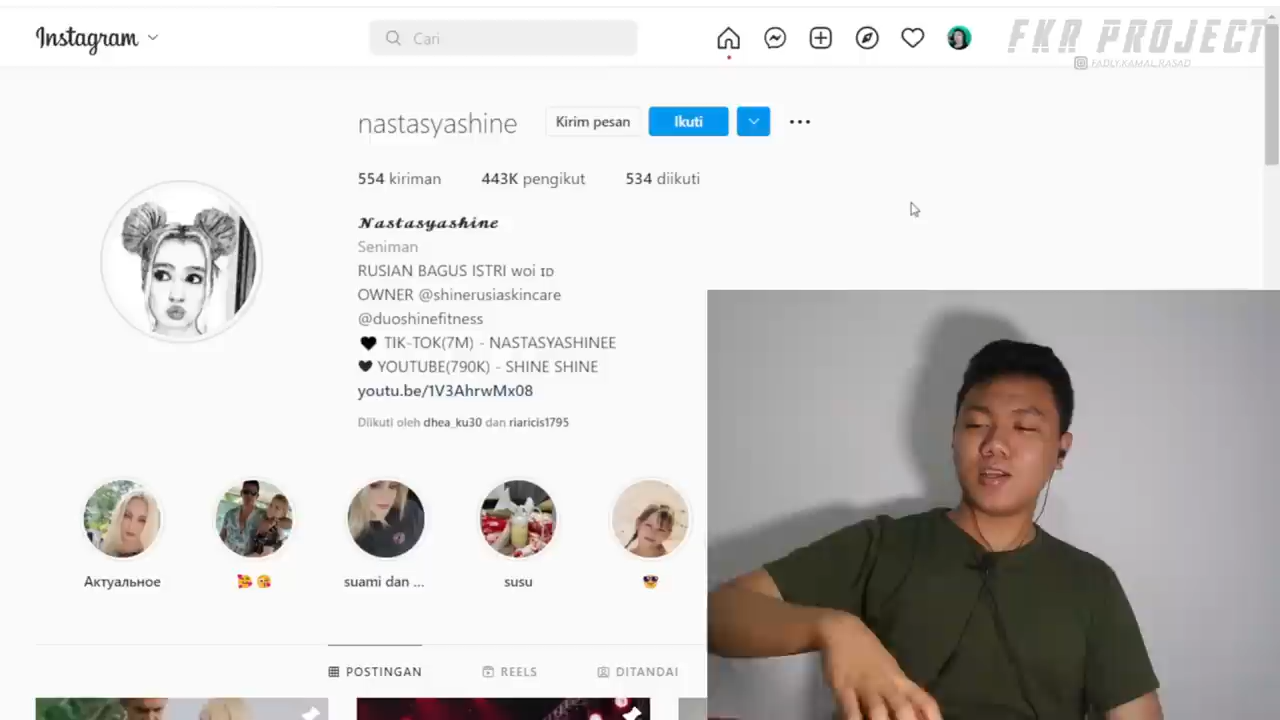 Instagram
Cari
FKR PROJECT
FADLY.KAMAL.RASAD
nastasyashine
Kirim pesan
Ikuti
554 kiriman
443K pengikut
534 diikuti
𝓝𝓪𝓼𝓽𝓪𝓼𝔂𝓪𝓼𝓱𝓲𝓷𝓮
Seniman
RUSIAN BAGUS ISTRI woi ɪᴅ
OWNER @shinerusiaskincare
@duoshinefitness
🖤 TIK-TOK(7M) - NASTASYASHINEE
🖤 YOUTUBE(790K) - SHINE SHINE
youtu.be/1V3AhrwMx08
Diikuti oleh dhea_ku30 dan riaricis1795
Актуальное
🥰 😘
suami dan ...
susu
😎
POSTINGAN
REELS
DITANDAI